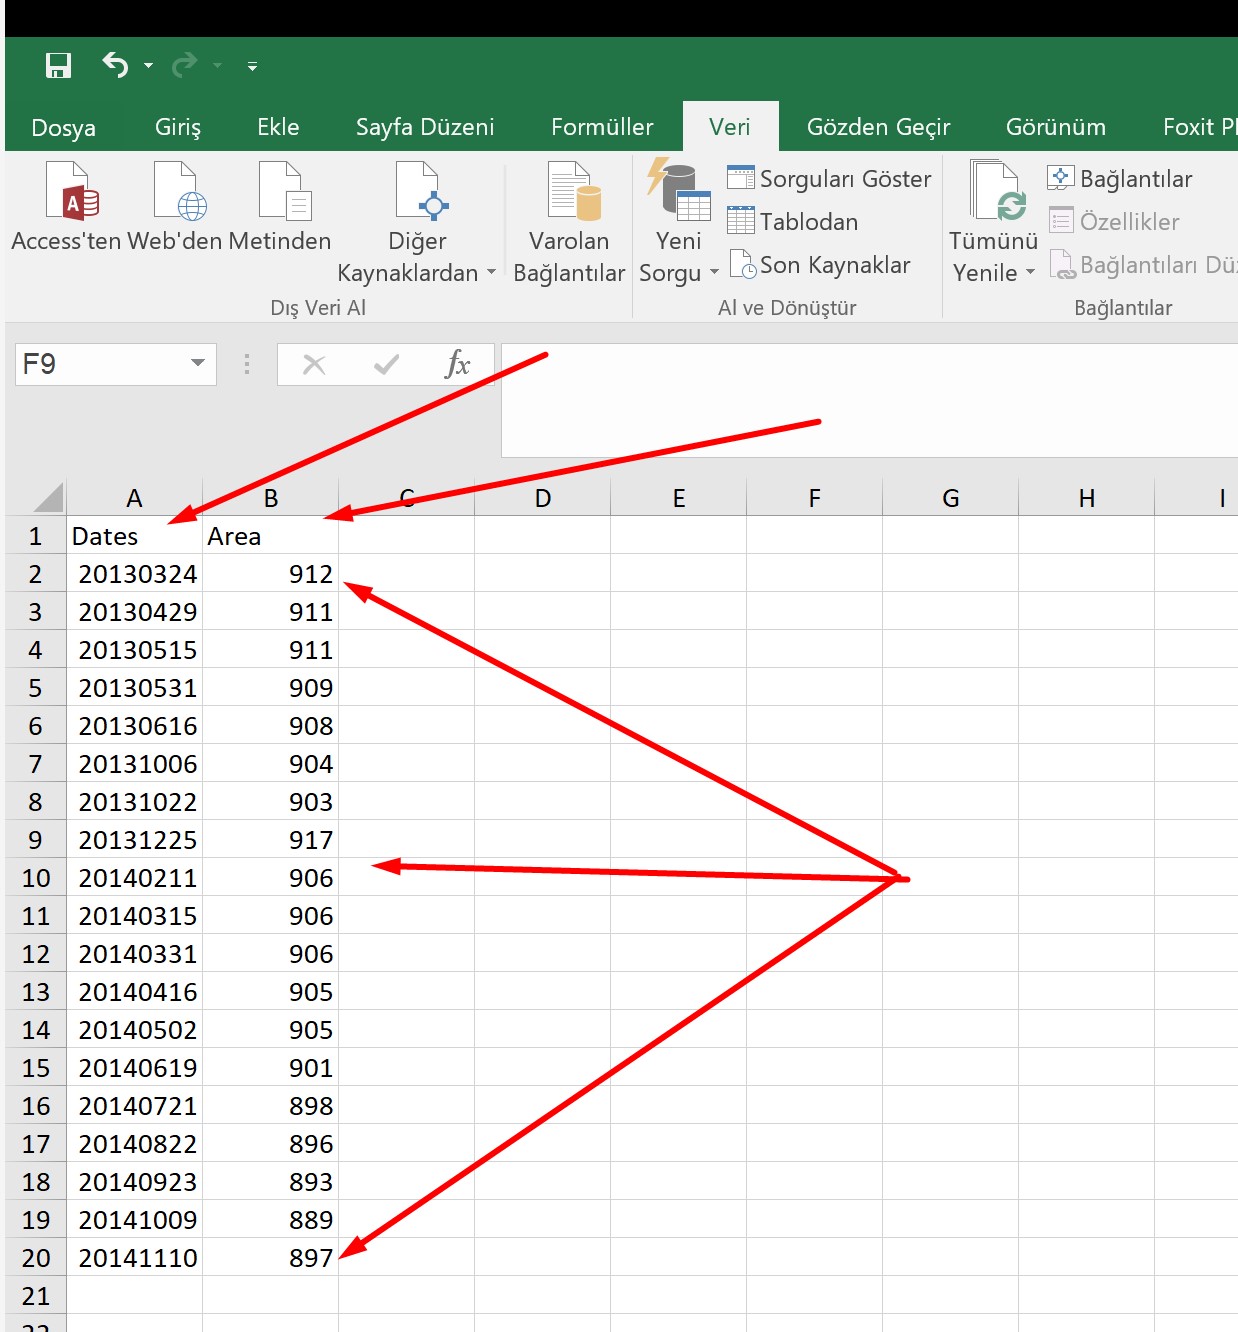 Dosya Giriş Ekle Sayfa Düzeni Formüller Veri Gözden Geçir Görünüm Foxit
Access'ten Web'den Metinden Diğer Kaynaklardan Varolan Bağlantılar Yeni Sorgu Sorguları Göster Tümünü Yenile Bağlantılar
Tablodan Özellikler
Son Kaynaklar Bağlantıları
Dış Veri Al Al ve Dönüştür Bağlantılar
F9 fx
A B C D E F G H I
1 Dates Area
2 20130324 912
3 20130429 911
4 20130515 911
5 20130531 909
6 20130616 908
7 20131006 904
8 20131022 903
9 20131225 917
10 20140211 906
11 20140315 906
12 20140331 906
13 20140416 905
14 20140502 905
15 20140619 901
16 20140721 898
17 20140822 896
18 20140923 893
19 20141009 889
20 20141110 897
21